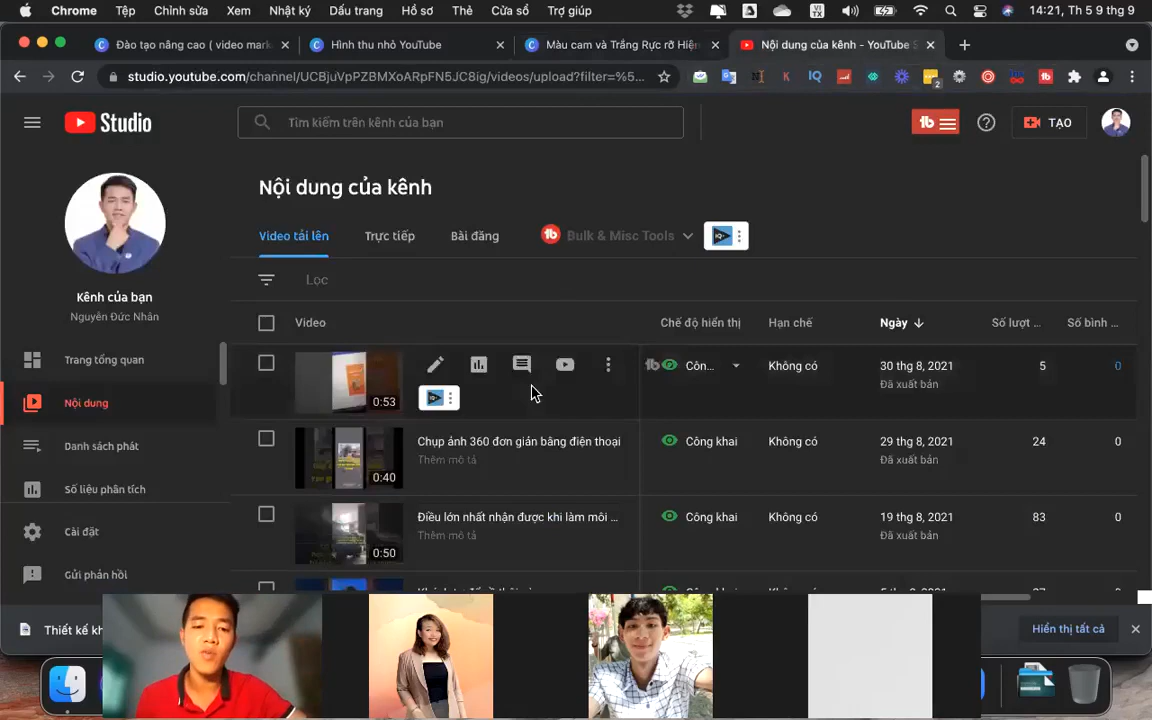 Chrome Tệp Chỉnh sửa Xem Nhật ký Dấu trang Hồ sơ Thẻ Cửa sổ Trợ giúp VI TX 14:21, Th 5 9 thg 9
Đào tạo nâng cao ( video mark Hình thu nhỏ YouTube Màu cam và Trắng Rực rỡ Hiện Nội dung của kênh - YouTube S
studio.youtube.com/channel/UCBjuVpPZBMXoARpFN5JC8ig/videos/upload?filter=%5... IQ 2
Studio Tìm kiếm trên kênh của bạn TẠO
Nội dung của kênh
Video tải lên Trực tiếp Bài đăng Bulk & Misc Tools
Lọc
Kênh của bạn
Nguyễn Đức Nhân
Video Chế độ hiển thị Hạn chế Ngày Số lượt ... Số bình ...
Trang tổng quan
0:53 Côn... Không có 30 thg 8, 2021 5 0
Đã xuất bản
Nội dung
Danh sách phát
Chụp ảnh 360 đơn giản bằng điện thoại Công khai Không có 29 thg 8, 2021 24 0
Thêm mô tả Đã xuất bản
0:40
Số liệu phân tích
Cài đặt
Điều lớn nhất nhận được khi làm môi ... Công khai Không có 19 thg 8, 2021 83 0
Thêm mô tả Đã xuất bản
0:50
Gửi phản hồi
Thiết kế kh Hiển thị tất cả